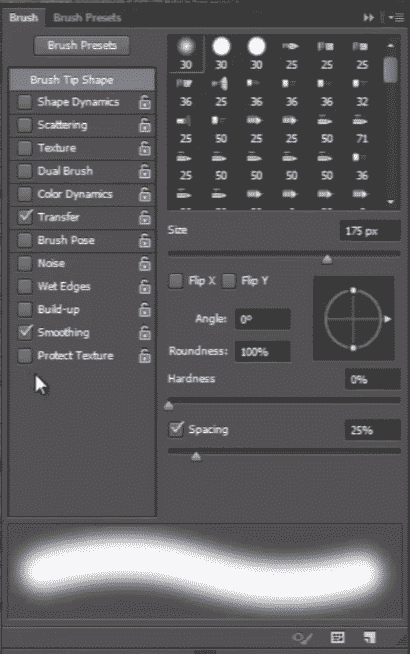 Brush Brush Presets
Brush Presets
Brush Tip Shape
Shape Dynamics
Scattering
Texture
Dual Brush
Color Dynamics
Transfer
Brush Pose
Noise
Wet Edges
Build-up
Smoothing
Protect Texture
30 30 30 25 25 25
36 25 36 36 36 32
25 50 25 25 50 71
25 50 50 50 50 36
Size 175 px
Flip X Flip Y
Angle: 0º
Roundness: 100%
Hardness 0%
Spacing 25%